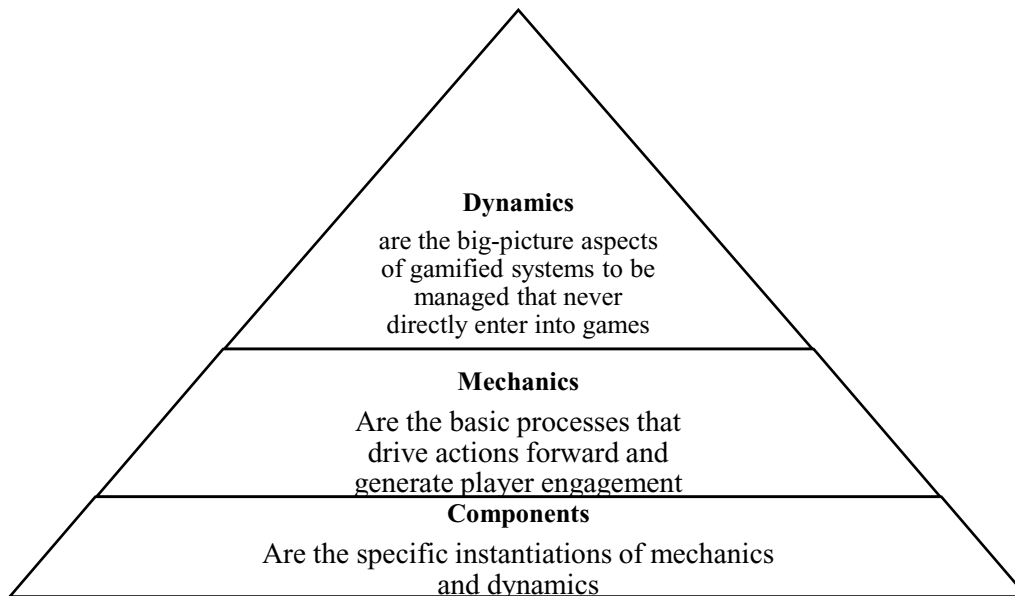 Dynamics
are the big-picture aspects
of gamified systems to be
managed that never
directly enter into games
Mechanics
Are the basic processes that
drive actions forward and
generate player engagement
Components
Are the specific instantiations of mechanics
and dynamics